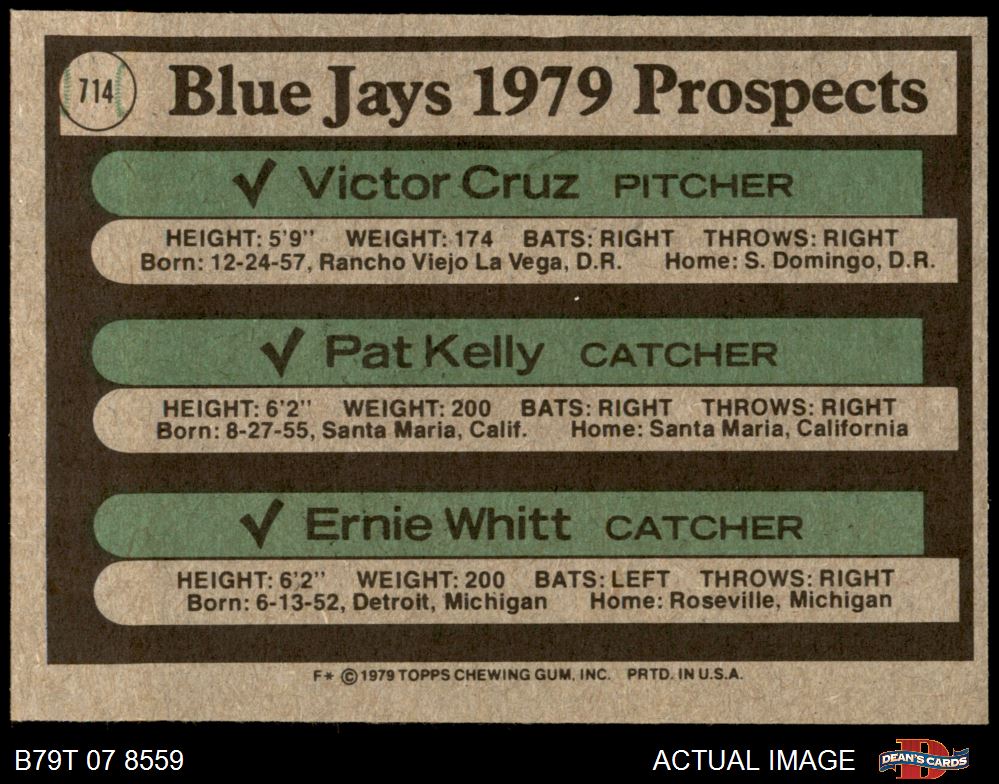 714
Blue Jays 1979 Prospects
✓ Victor Cruz PITCHER
HEIGHT: 5'9" WEIGHT: 174 BATS: RIGHT THROWS: RIGHT
Born: 12-24-57, Rancho Viejo La Vega, D.R. Home: S. Domingo, D.R.
✓ Pat Kelly CATCHER
HEIGHT: 6'2" WEIGHT: 200 BATS: RIGHT THROWS: RIGHT
Born: 8-27-55, Santa Maria, Calif. Home: Santa Maria, California
✓ Ernie Whitt CATCHER
HEIGHT: 6'2" WEIGHT: 200 BATS: LEFT THROWS: RIGHT
Born: 6-13-52, Detroit, Michigan Home: Roseville, Michigan
F* © 1979 TOPPS CHEWING GUM, INC. PRTD. IN U.S.A.
B79T 07 8559 ACTUAL IMAGE DEAN'S CARDS